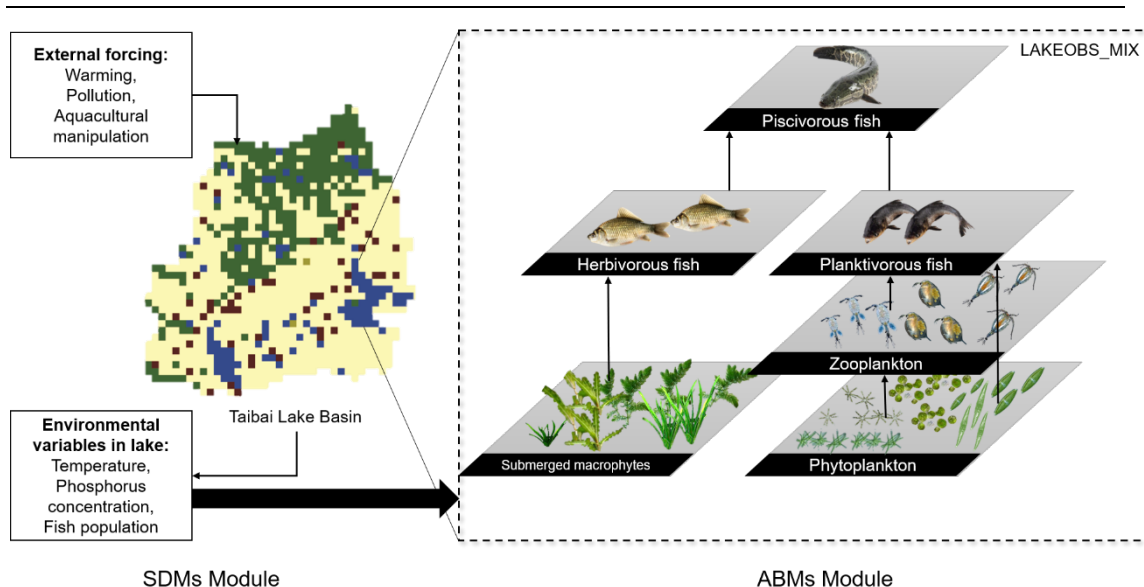 External forcing:
Warming,
Pollution,
Aquacultural
manipulation
LAKEOBS_MIX
Piscivorous fish
Herbivorous fish
Planktivorous fish
Zooplankton
Submerged macrophytes
Phytoplankton
Taibai Lake Basin
Environmental
variables in lake:
Temperature,
Phosphorus
concentration,
Fish population
SDMs Module
ABMs Module